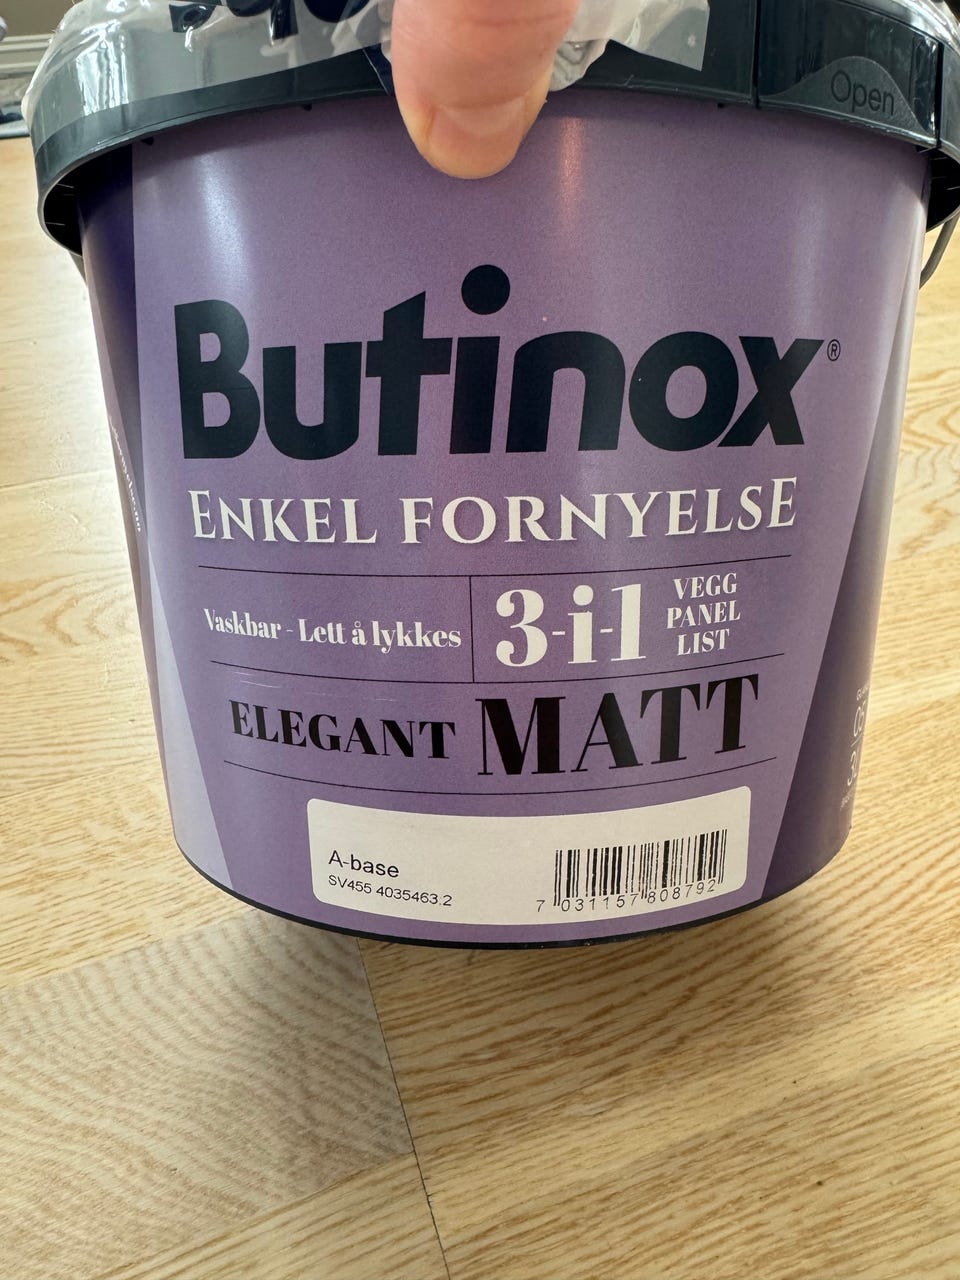 Open
Butinox®
ENKEL FORNYELSE
Vaskbar - Lett å lykkes
3-i-1
VEGG
PANEL
LIST
ELEGANT MATT
A-base
SV455 4035463.2
7 031157 808792